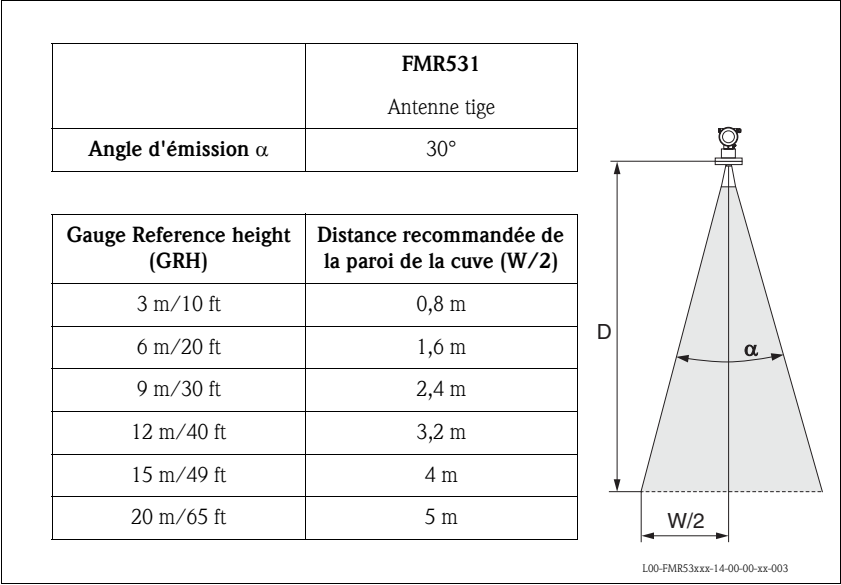 FMR531
Antenne tige
Angle d'émission α
30°
Gauge Reference height
(GRH)
Distance recommandée de
la paroi de la cuve (W/2)
3 m/10 ft
0,8 m
6 m/20 ft
1,6 m
9 m/30 ft
2,4 m
12 m/40 ft
3,2 m
15 m/49 ft
4 m
20 m/65 ft
5 m
D
α
W/2
L00-FMR53xxx-14-00-00-xx-003